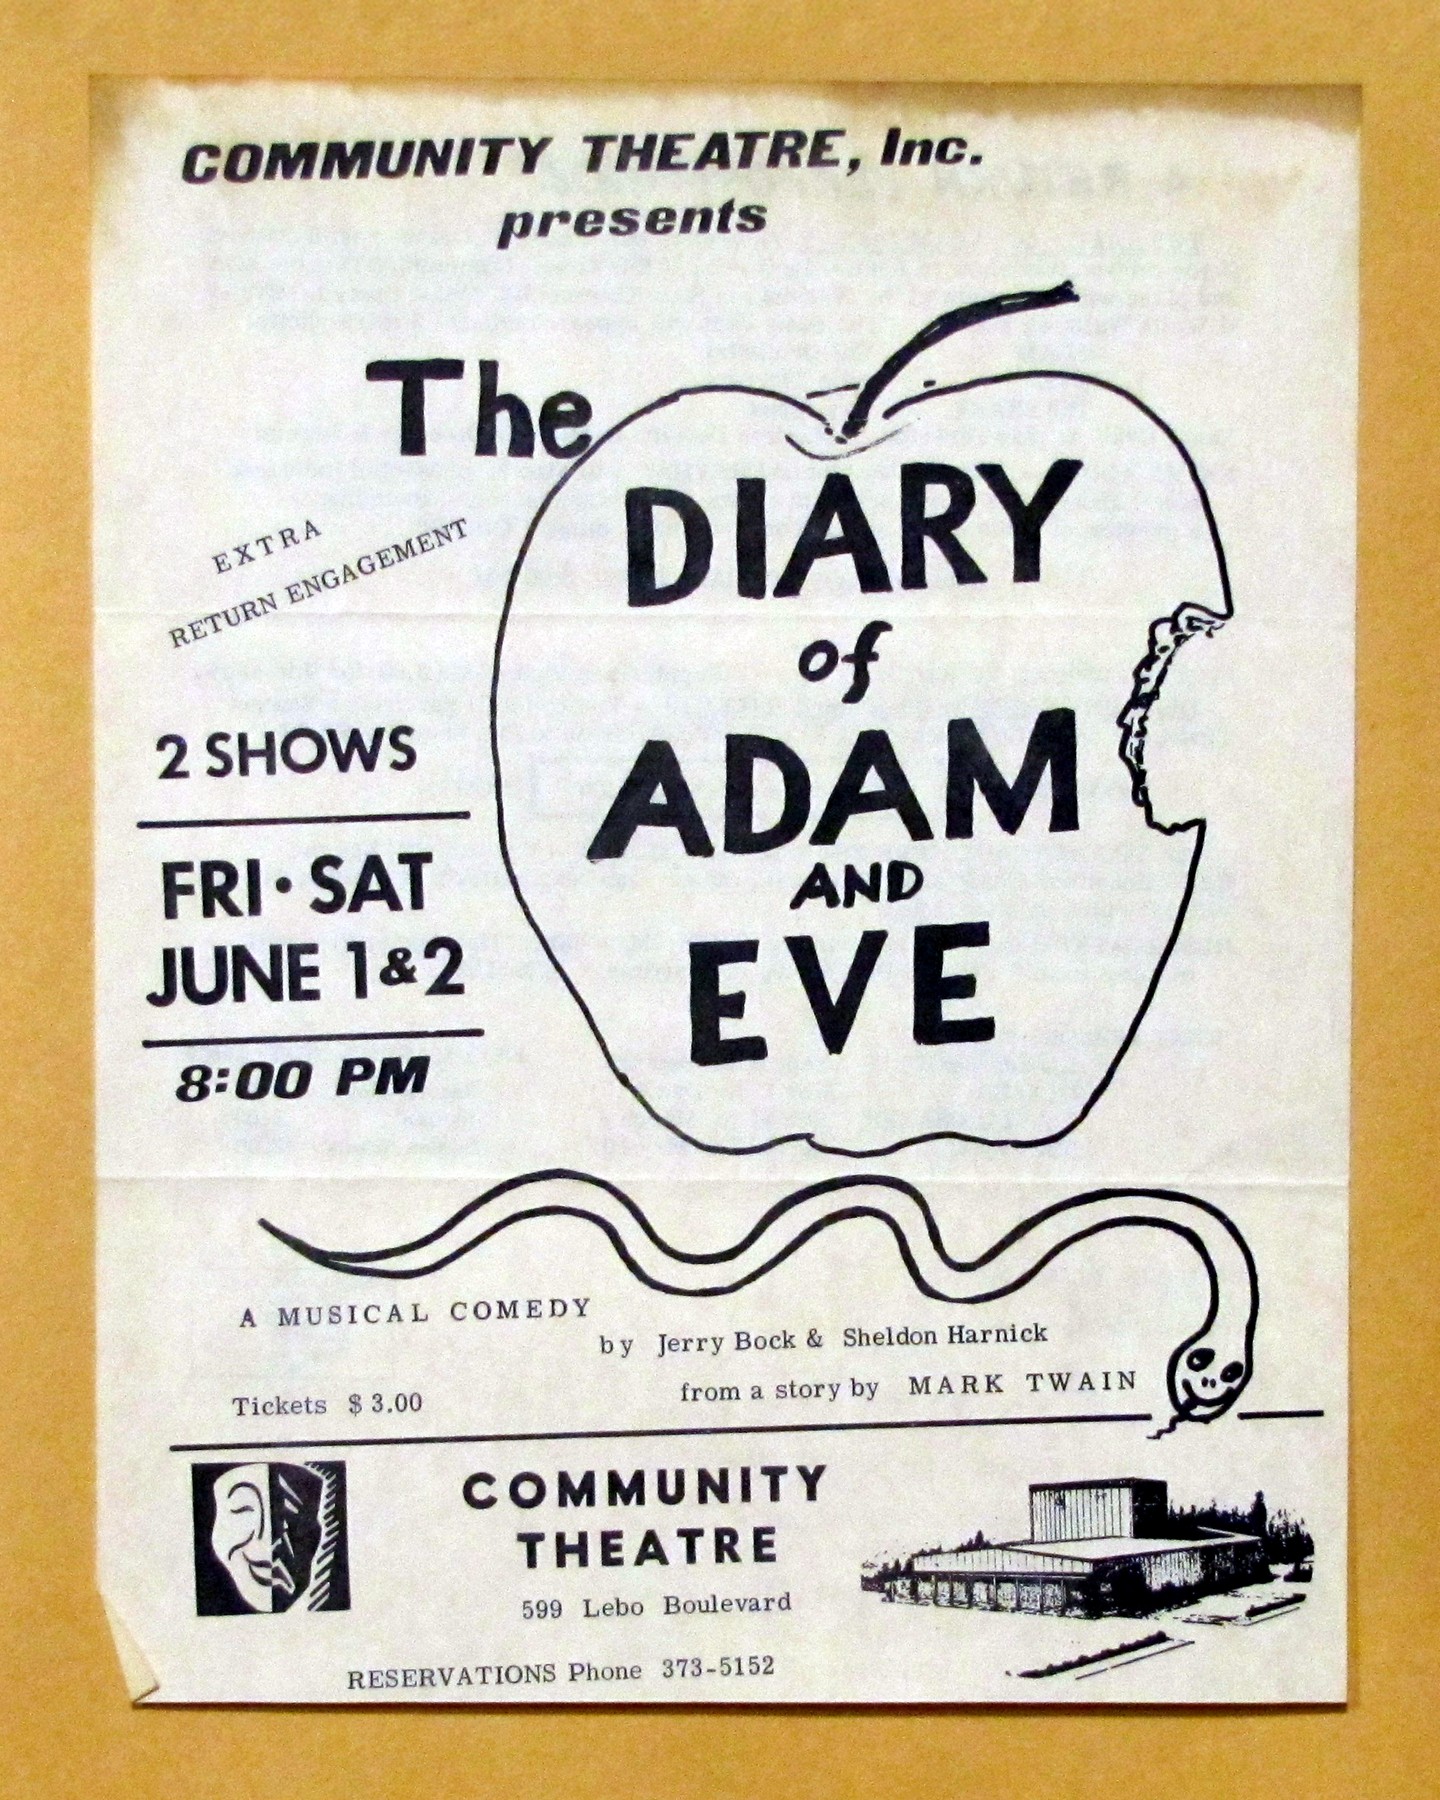 COMMUNITY THEATRE, Inc.
presents
The
DIARY
of
ADAM
AND
EVE
EXTRA
RETURN ENGAGEMENT
2 SHOWS
FRI • SAT
JUNE 1 & 2
8:00 PM
A MUSICAL COMEDY
by Jerry Bock & Sheldon Harnick
from a story by MARK TWAIN
Tickets $3.00
COMMUNITY
THEATRE
599 Lebo Boulevard
RESERVATIONS Phone 373-5152